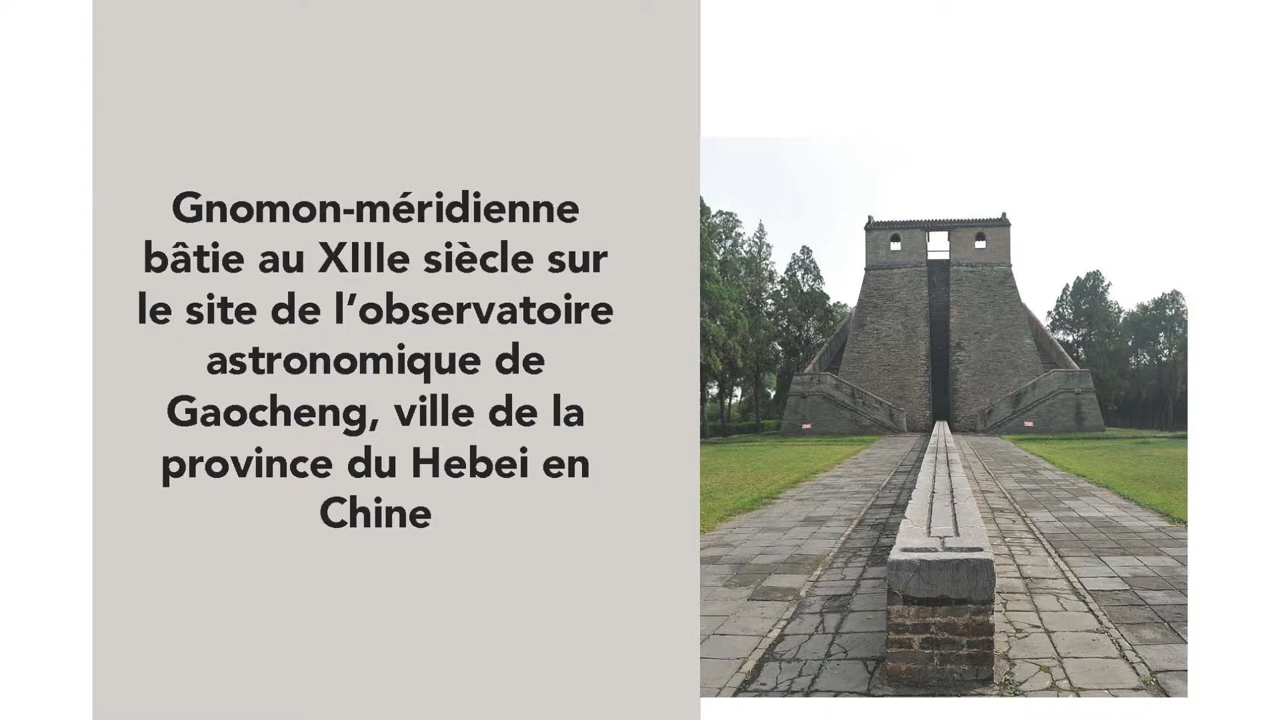 Gnomon-méridienne
bâtie au XIIIe siècle sur
le site de l’observatoire
astronomique de
Gaocheng, ville de la
province du Hebei en
Chine